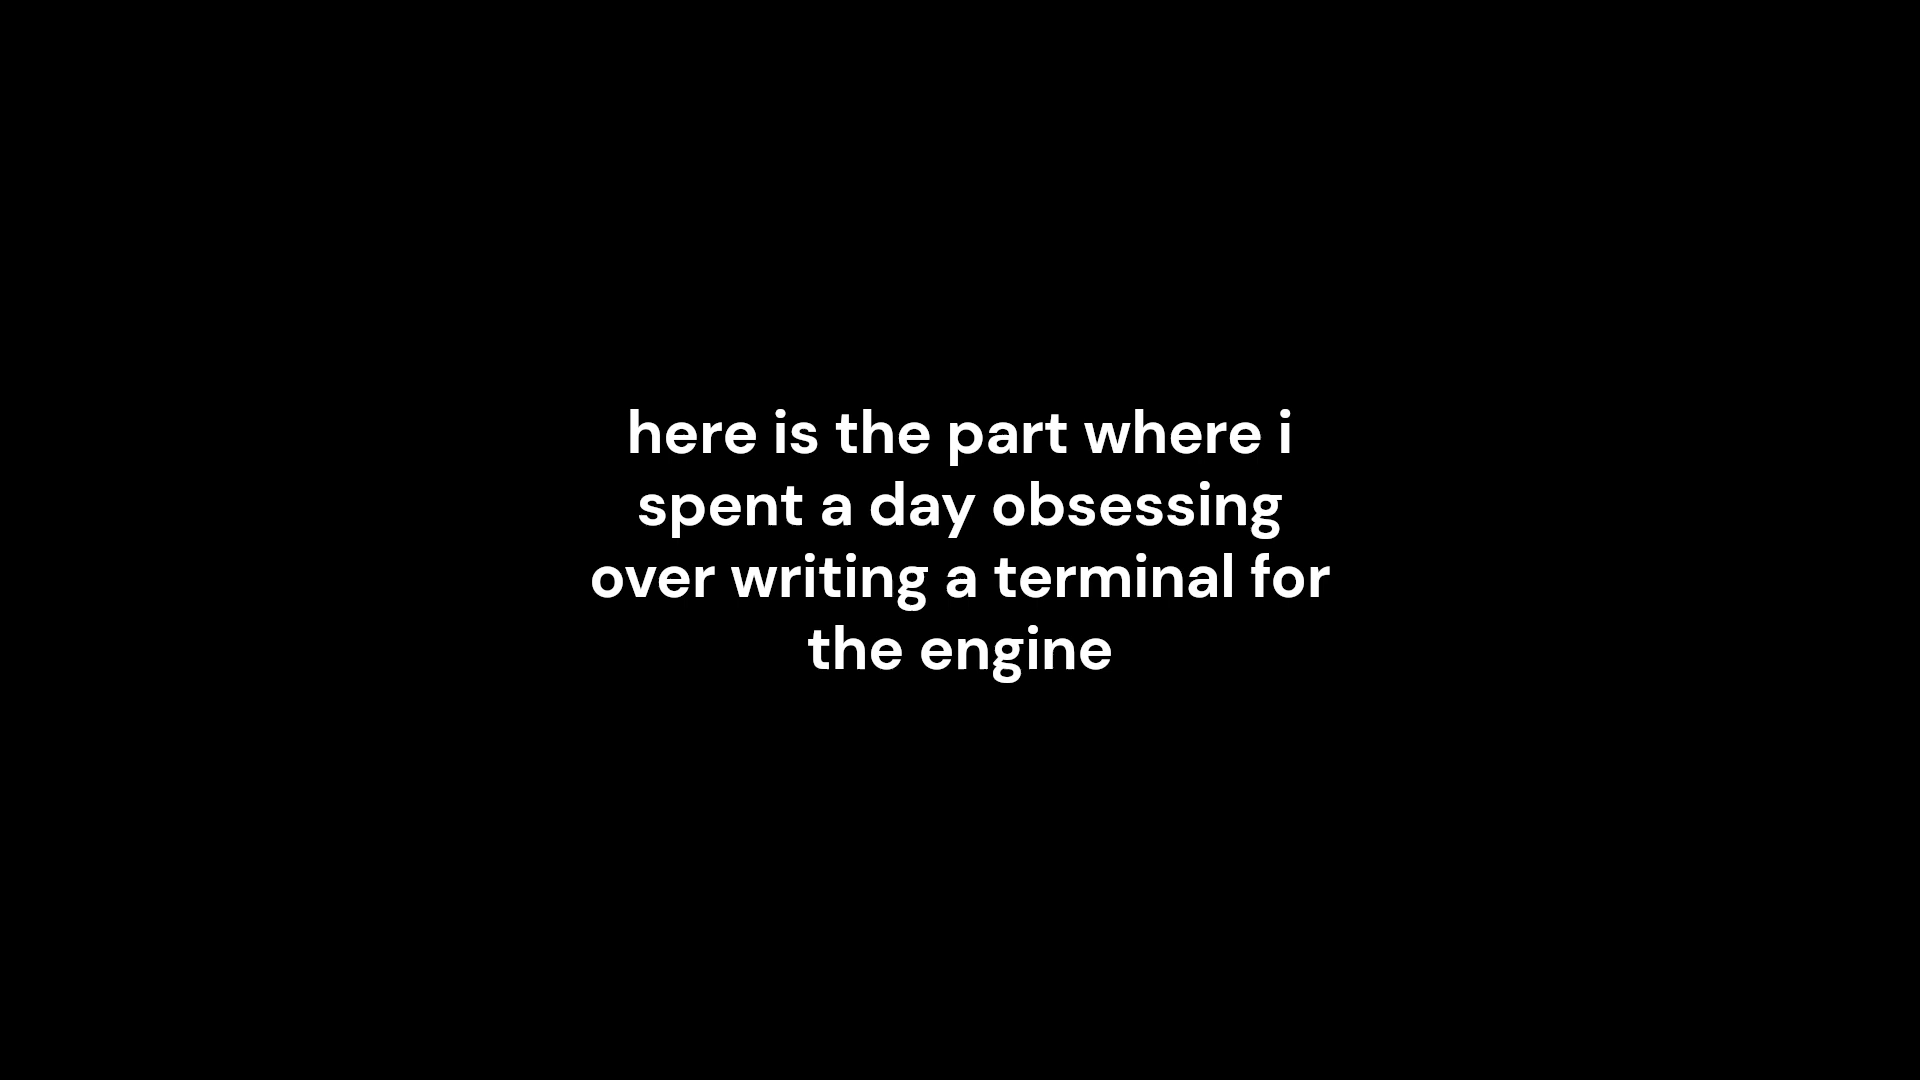 here is the part where i
spent a day obsessing
over writing a terminal for
the engine